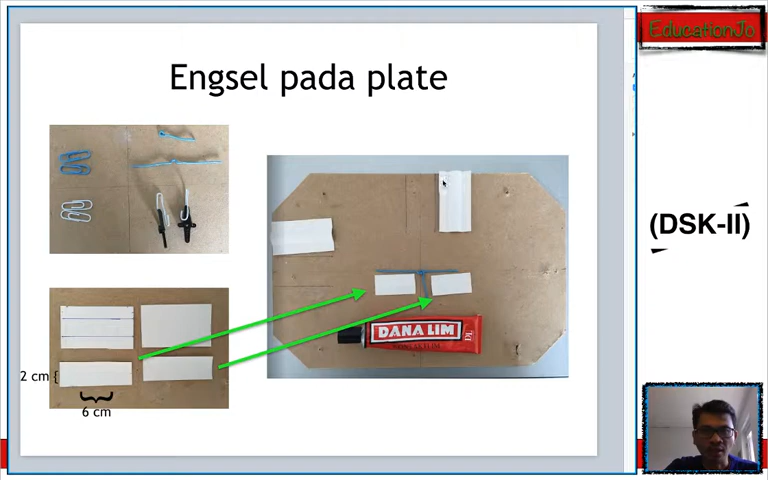 Engsel pada plate
EducationJo
(DSK-II)
DANA LIM
2 cm {
6 cm